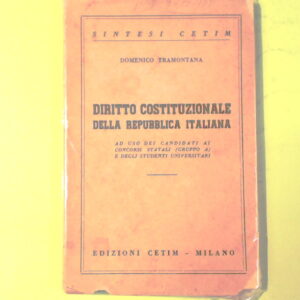 SINTESI CETIM
DOMENICO TRAMONTANA
DIRITTO COSTITUZIONALE
DELLA REPUBBLICA ITALIANA
AD USO DEI CANDIDATI AI
CONCORSI STATALI (GRUPPO A)
E DEGLI STUDENTI UNIVERSITARI
EDIZIONI CETIM - MILANO